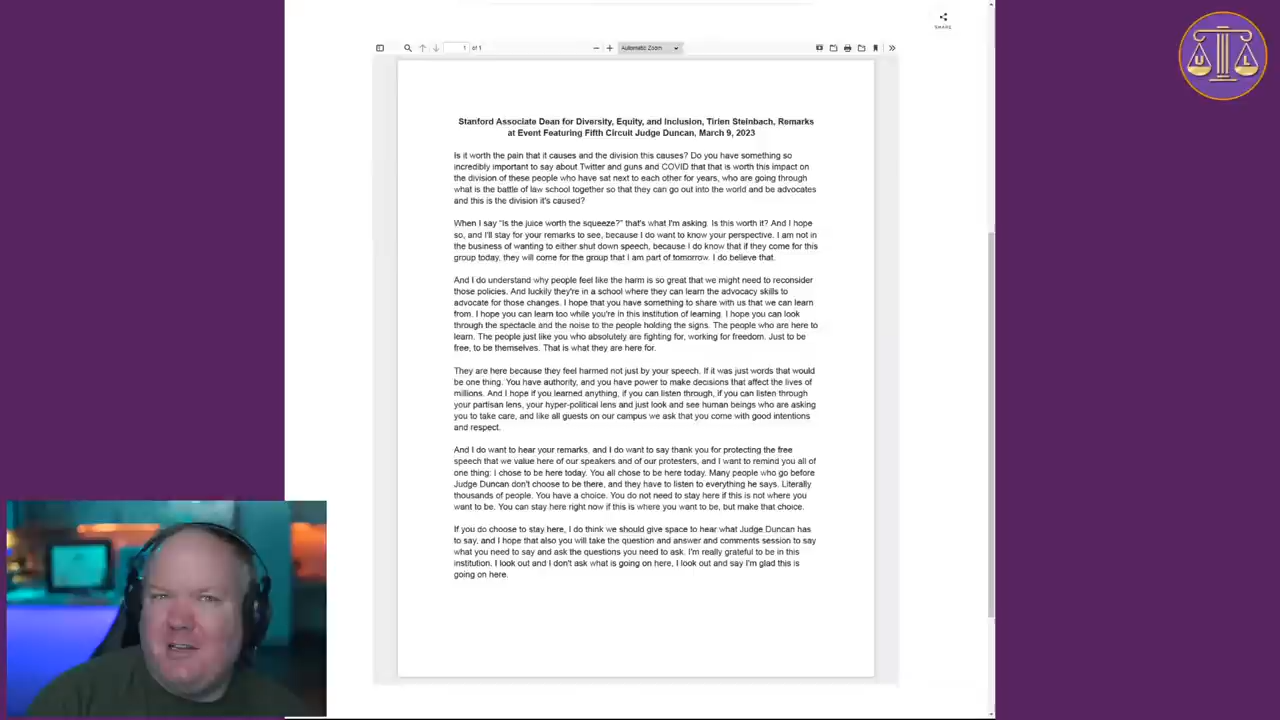 SHARE
1 of 1
Automatic Zoom
U L
Stanford Associate Dean for Diversity, Equity, and Inclusion, Tirien Steinbach, Remarks
at Event Featuring Fifth Circuit Judge Duncan, March 9, 2023
Is it worth the pain that it causes and the division this causes? Do you have something so
incredibly important to say about Twitter and guns and COVID that that is worth this impact on
the division of these people who have sat next to each other for years, who are going through
what is the battle of law school together so that they can go out into the world and be advocates
and this is the division it's caused?
When I say “Is the juice worth the squeeze?” that's what I'm asking. Is this worth it? And I hope
so, and I'll stay for your remarks to see, because I do want to know your perspective. I am not in
the business of wanting to either shut down speech, because I do know that if they come for this
group today, they will come for the group that I am part of tomorrow. I do believe that.
And I do understand why people feel like the harm is so great that we might need to reconsider
those policies. And luckily they're in a school where they can learn the advocacy skills to
advocate for those changes. I hope that you have something to share with us that we can learn
from. I hope you can learn too while you're in this institution of learning. I hope you can look
through the spectacle and the noise to the people holding the signs. The people who are here to
learn. The people just like you who absolutely are fighting for, working for freedom. Just to be
free, to be themselves. That is what they are here for.
They are here because they feel harmed not just by your speech. If it was just words that would
be one thing. You have authority, and you have power to make decisions that affect the lives of
millions. And I hope if you learned anything, if you can listen through, if you can listen through
your partisan lens, your hyper-political lens and just look and see human beings who are asking
you to take care, and like all guests on our campus we ask that you come with good intentions
and respect.
And I do want to hear your remarks, and I do want to say thank you for protecting the free
speech that we value here of our speakers and of our protesters, and I want to remind you all of
one thing: I chose to be here today. You all chose to be here today. Many people who go before
Judge Duncan don't choose to be there, and they have to listen to everything he says. Literally
thousands of people. You have a choice. You do not need to stay here if this is not where you
want to be. You can stay here right now if this is where you want to be, but make that choice.
If you do choose to stay here, I do think we should give space to hear what Judge Duncan has
to say, and I hope that also you will take the question and answer and comments session to say
what you need to say and ask the questions you need to ask. I'm really grateful to be in this
institution. I look out and I don't ask what is going on here, I look out and say I'm glad this is
going on here.